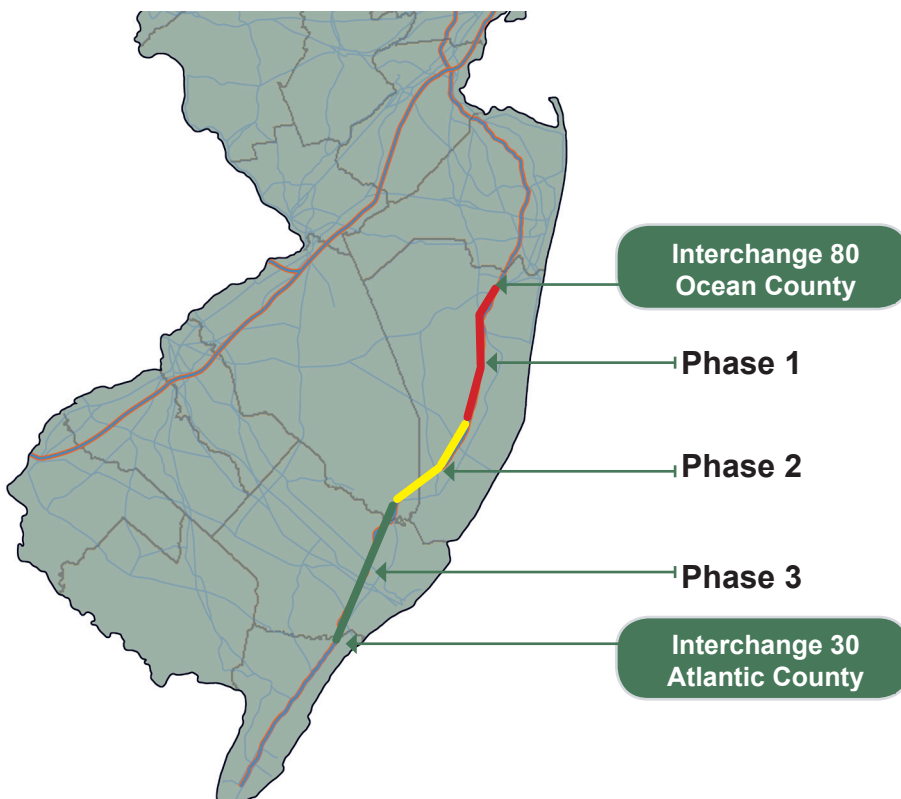 Interchange 80
Ocean County
Phase 1
Phase 2
Phase 3
Interchange 30
Atlantic County